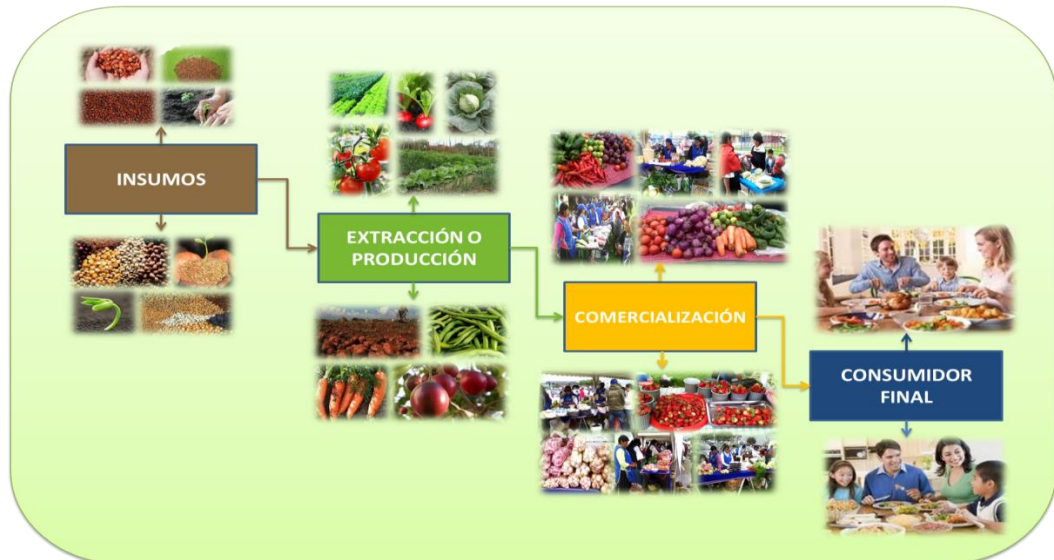 INSUMOS
EXTRACCIÓN O
PRODUCCIÓN
COMERCIALIZACIÓN
CONSUMIDOR
FINAL